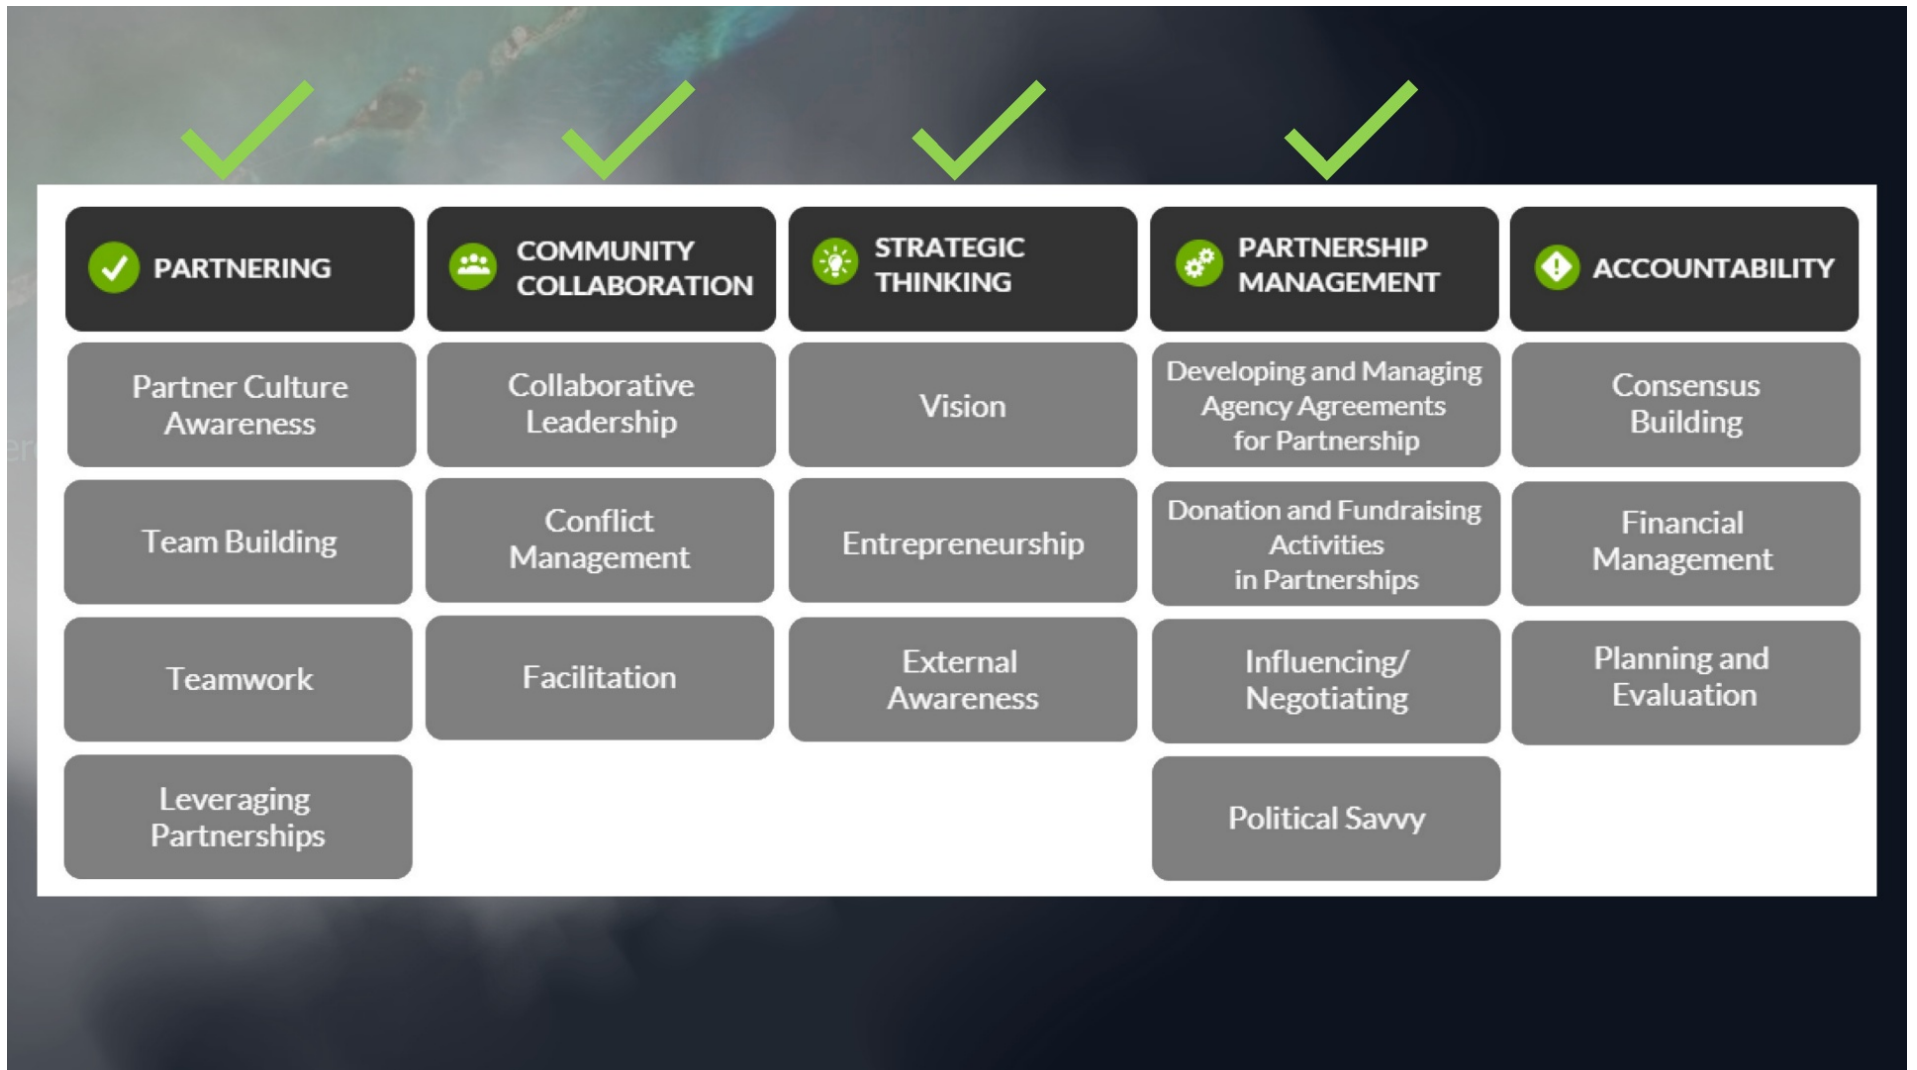 PARTNERING
Partner Culture
Awareness
Team Building
Teamwork
Leveraging
Partnerships
COMMUNITY
COLLABORATION
Collaborative
Leadership
Conflict
Management
Facilitation
STRATEGIC
THINKING
Vision
Entrepreneurship
External
Awareness
PARTNERSHIP
MANAGEMENT
Developing and Managing
Agency Agreements
for Partnership
Donation and Fundraising
Activities
in Partnerships
Influencing/
Negotiating
Political Savvy
ACCOUNTABILITY
Consensus
Building
Financial
Management
Planning and
Evaluation